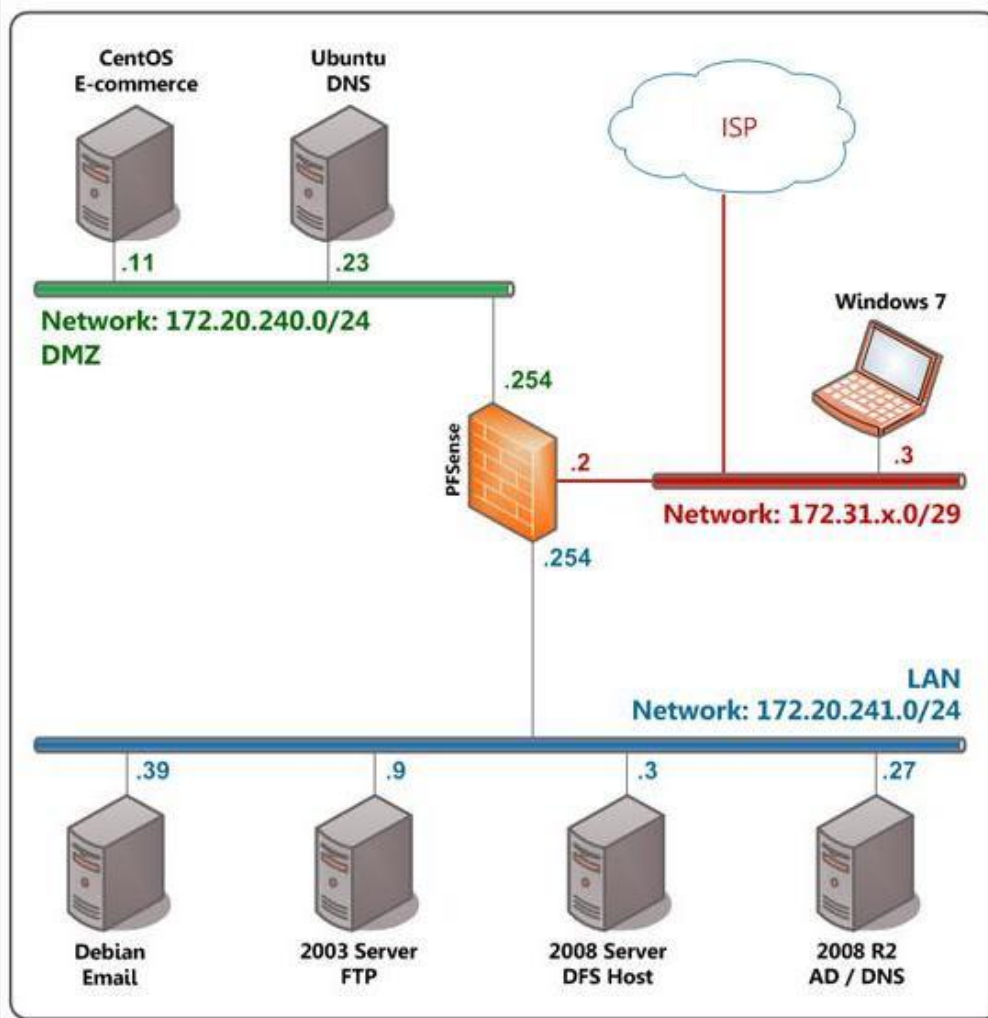 CentOS
E-commerce
Ubuntu
DNS
ISP
.11
.23
Network: 172.20.240.0/24
DMZ
Windows 7
.254
PFSense
.2
.3
Network: 172.31.x.0/29
.254
LAN
Network: 172.20.241.0/24
.39
.9
.3
.27
Debian
Email
2003 Server
FTP
2008 Server
DFS Host
2008 R2
AD / DNS